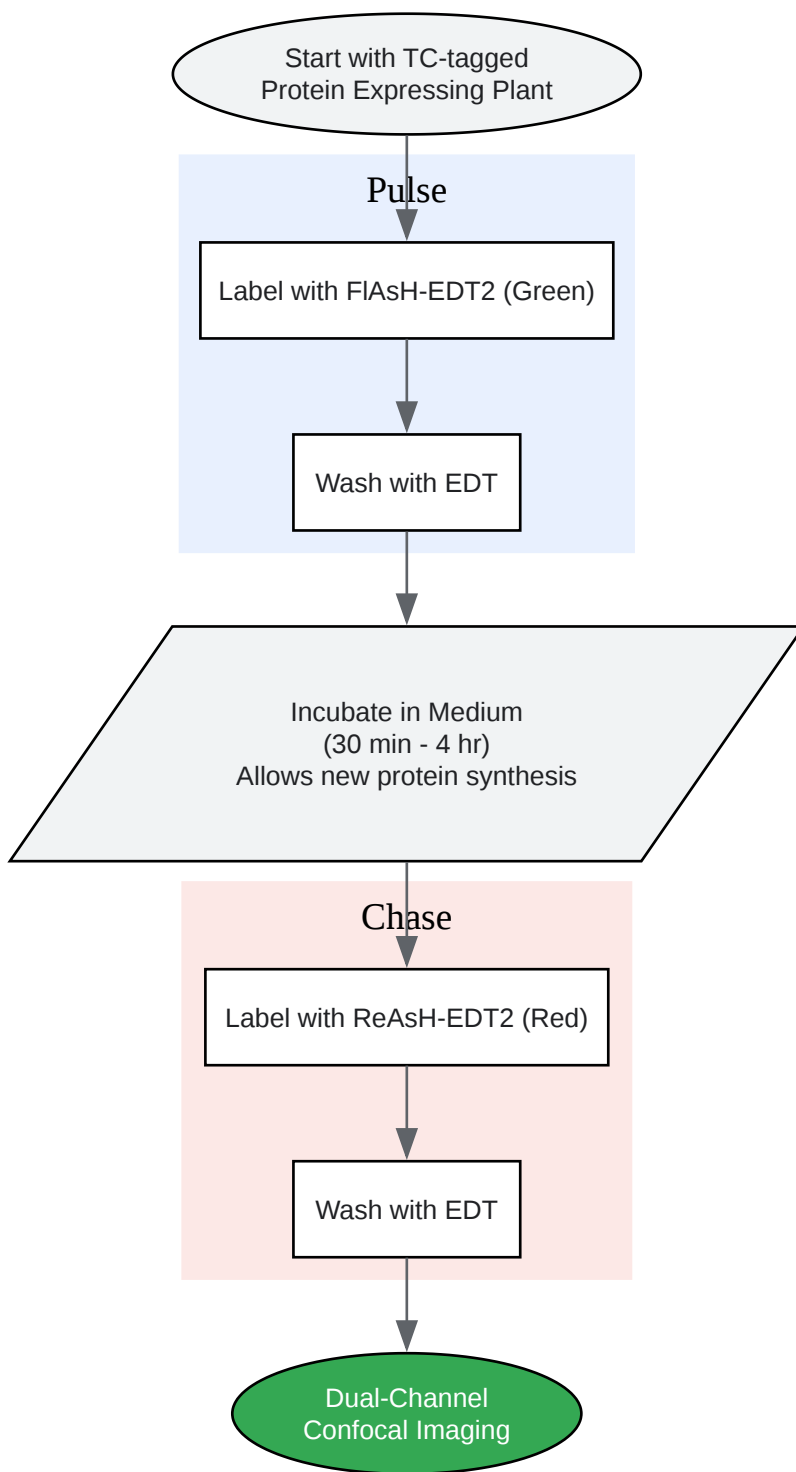 Start with TC-tagged
Protein Expressing Plant
Pulse
Label with FlAsH-EDT2 (Green)
Wash with EDT
Incubate in Medium
(30 min - 4 hr)
Allows new protein synthesis
Chase
Label with ReAsH-EDT2 (Red)
Wash with EDT
Dual-Channel
Confocal Imaging